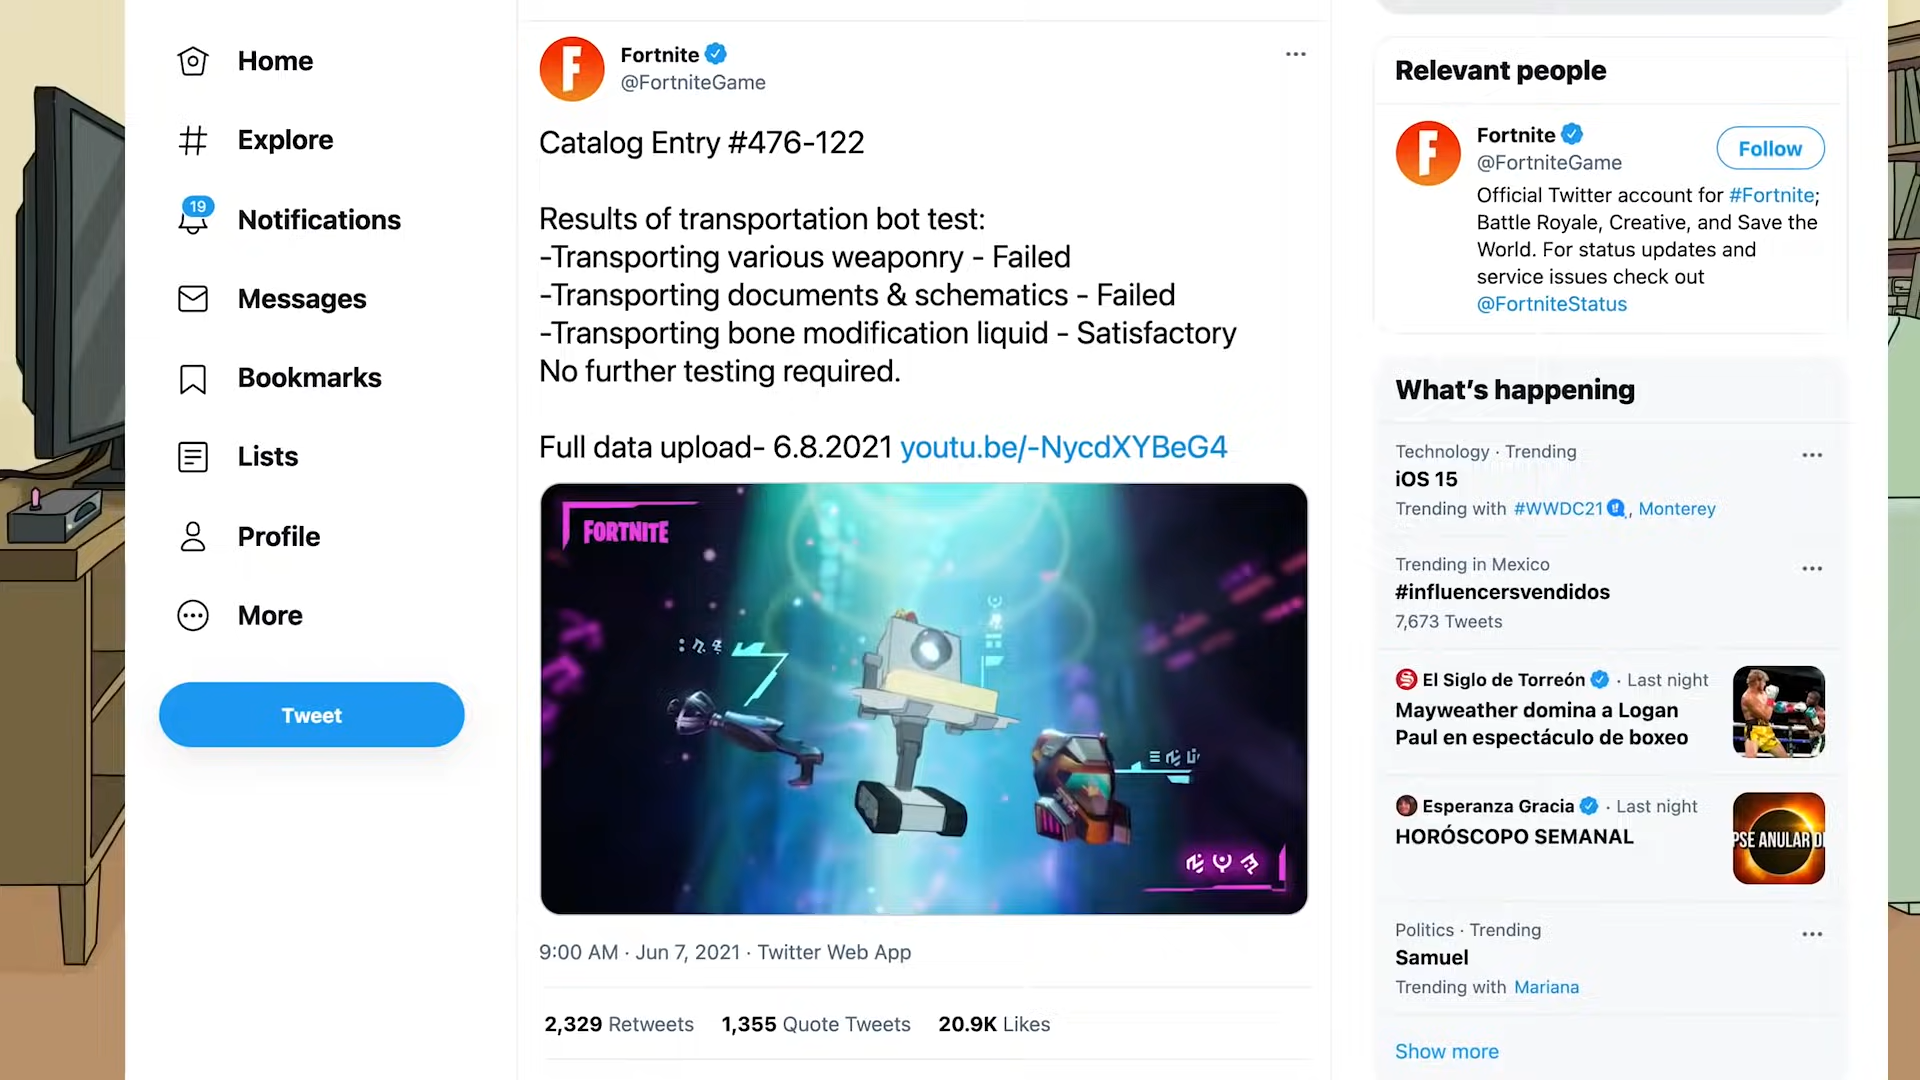 Home
Explore
19
Notifications
Messages
Bookmarks
Lists
Profile
More
Tweet
Fortnite
@FortniteGame
Catalog Entry #476-122
Results of transportation bot test:
-Transporting various weaponry - Failed
-Transporting documents & schematics - Failed
-Transporting bone modification liquid - Satisfactory
No further testing required.
Full data upload- 6.8.2021 youtu.be/-NycdXYBeG4
FORTNITE
9:00 AM · Jun 7, 2021 · Twitter Web App
2,329 Retweets 1,355 Quote Tweets 20.9K Likes
Relevant people
Fortnite
@FortniteGame
Follow
Official Twitter account for #Fortnite;
Battle Royale, Creative, and Save the
World. For status updates and
service issues check out
@FortniteStatus
What's happening
Technology · Trending
iOS 15
Trending with #WWDC21, Monterey
Trending in Mexico
#influencersvendidos
7,673 Tweets
El Siglo de Torreón · Last night
Mayweather domina a Logan
Paul en espectáculo de boxeo
Esperanza Gracia · Last night
HORÓSCOPO SEMANAL
PSE ANULAR D
Politics · Trending
Samuel
Trending with Mariana
Show more